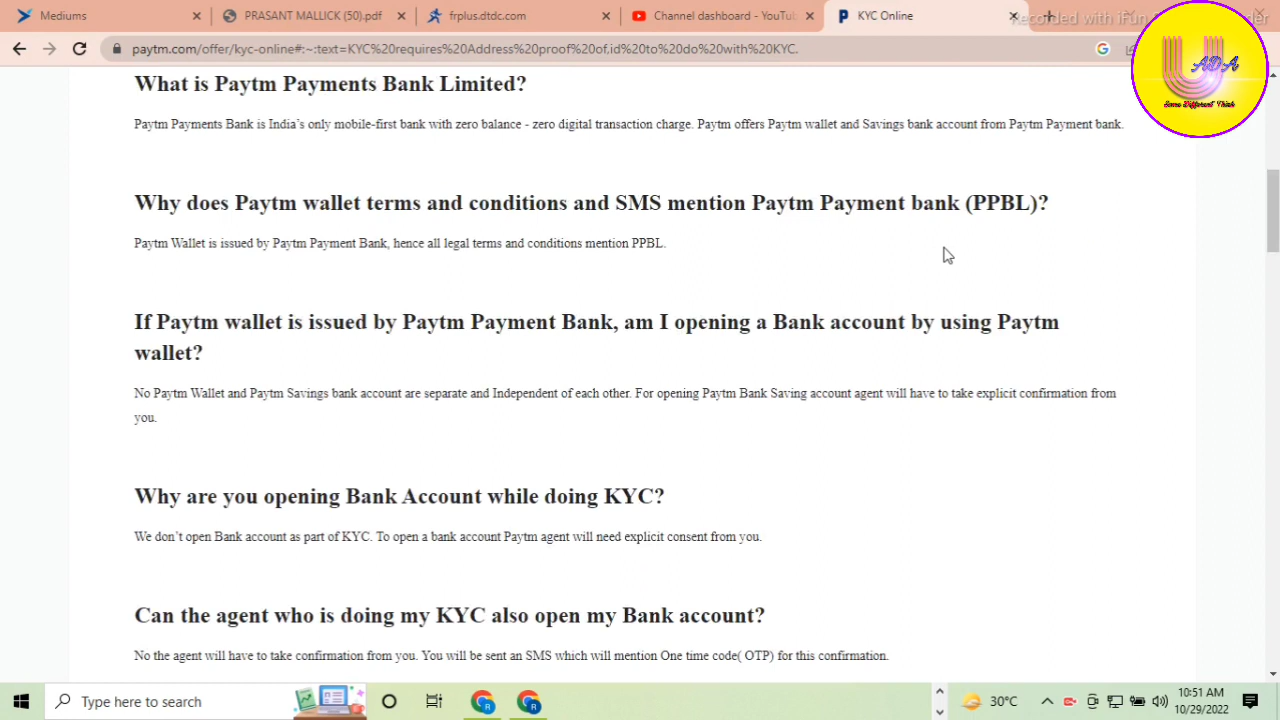 Mediums
PRASANT MALLICK (50).pdf
frplus.dtdc.com
Channel dashboard - YouTu
KYC Online
Recorded with iFun
paytm.com/offer/kyc-online#:~:text=KYC%20requires%20Address%20proof%20of,id%20to%20do%20with%20KYC.
ADA
Some Different Think
What is Paytm Payments Bank Limited?
Paytm Payments Bank is India’s only mobile-first bank with zero balance - zero digital transaction charge. Paytm offers Paytm wallet and Savings bank account from Paytm Payment bank.
Why does Paytm wallet terms and conditions and SMS mention Paytm Payment bank (PPBL)?
Paytm Wallet is issued by Paytm Payment Bank, hence all legal terms and conditions mention PPBL.
If Paytm wallet is issued by Paytm Payment Bank, am I opening a Bank account by using Paytm
wallet?
No Paytm Wallet and Paytm Savings bank account are separate and Independent of each other. For opening Paytm Bank Saving account agent will have to take explicit confirmation from
you.
Why are you opening Bank Account while doing KYC?
We don’t open Bank account as part of KYC. To open a bank account Paytm agent will need explicit consent from you.
Can the agent who is doing my KYC also open my Bank account?
No the agent will have to take confirmation from you. You will be sent an SMS which will mention One time code( OTP) for this confirmation.
Type here to search
30°C
10:51 AM
10/29/2022